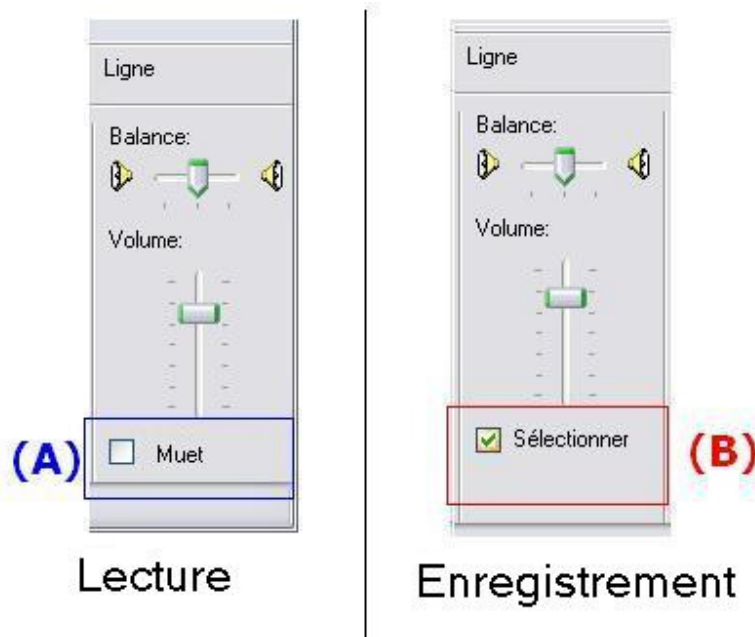 Ligne
Balance:
Volume:
(A)
Muet
Lecture
Ligne
Balance:
Volume:
Sélectionner
(B)
Enregistrement